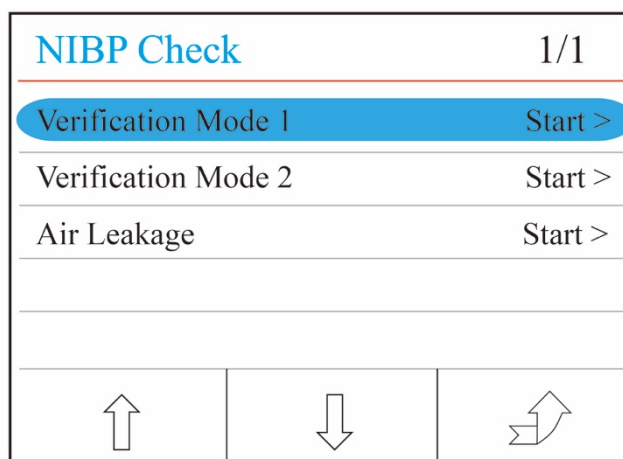 NIBP Check 1/1
Verification Mode 1 Start >
Verification Mode 2 Start >
Air Leakage Start >